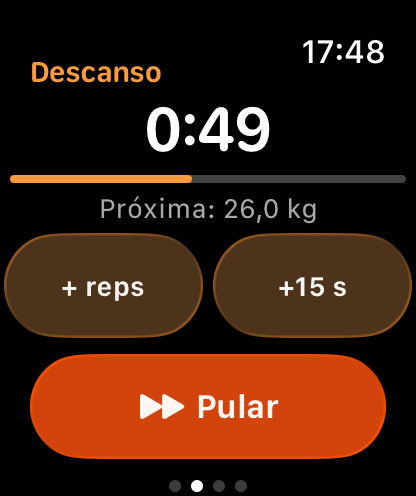 17:48
Descanso
0:49
Próxima: 26,0 kg
+ reps
+15 s
Pular